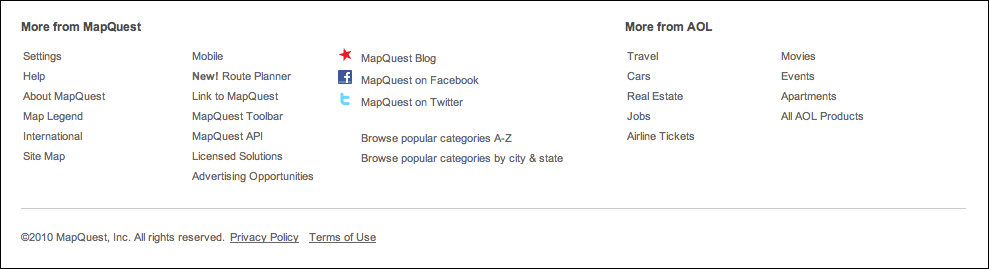 More from MapQuest
Settings
Help
About MapQuest
Map Legend
International
Site Map
Mobile
New! Route Planner
Link to MapQuest
MapQuest Toolbar
MapQuest API
Licensed Solutions
Advertising Opportunities
MapQuest Blog
MapQuest on Facebook
MapQuest on Twitter
Browse popular categories A-Z
Browse popular categories by city & state
More from AOL
Travel
Cars
Real Estate
Jobs
Airline Tickets
Movies
Events
Apartments
All AOL Products
©2010 MapQuest, Inc. All rights reserved. Privacy Policy Terms of Use